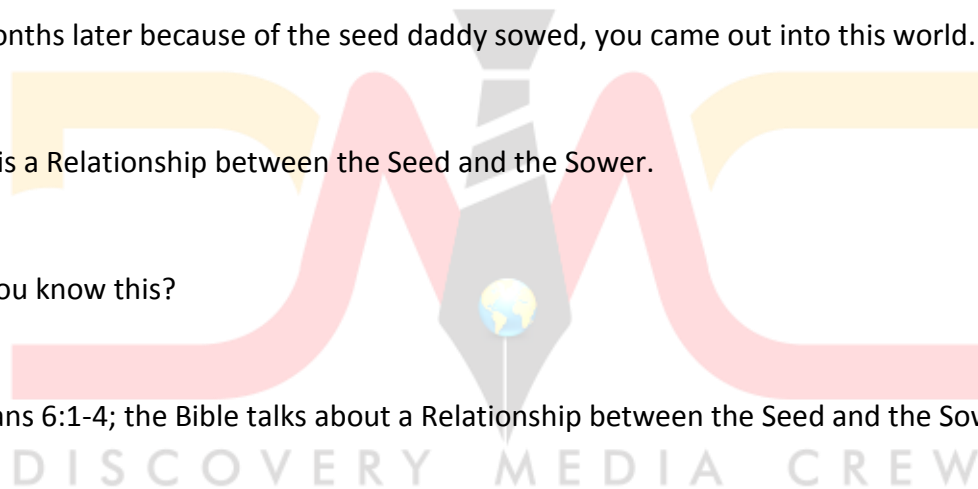 onths later because of the seed daddy sowed, you came out into this world.
is a Relationship between the Seed and the Sower.
ou know this?
ans 6:1-4; the Bible talks about a Relationship between the Seed and the Sow
DISCOVERY MEDIA CREW